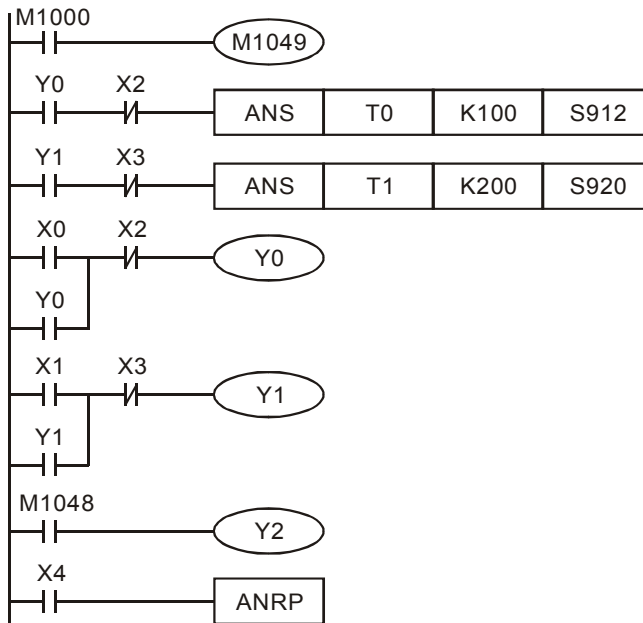 M1000
M1049
Y0 X2
ANS T0 K100 S912
Y1 X3
ANS T1 K200 S920
X0 X2
Y0
Y0
X1 X3
Y1
Y1
M1048
Y2
X4
ANRP